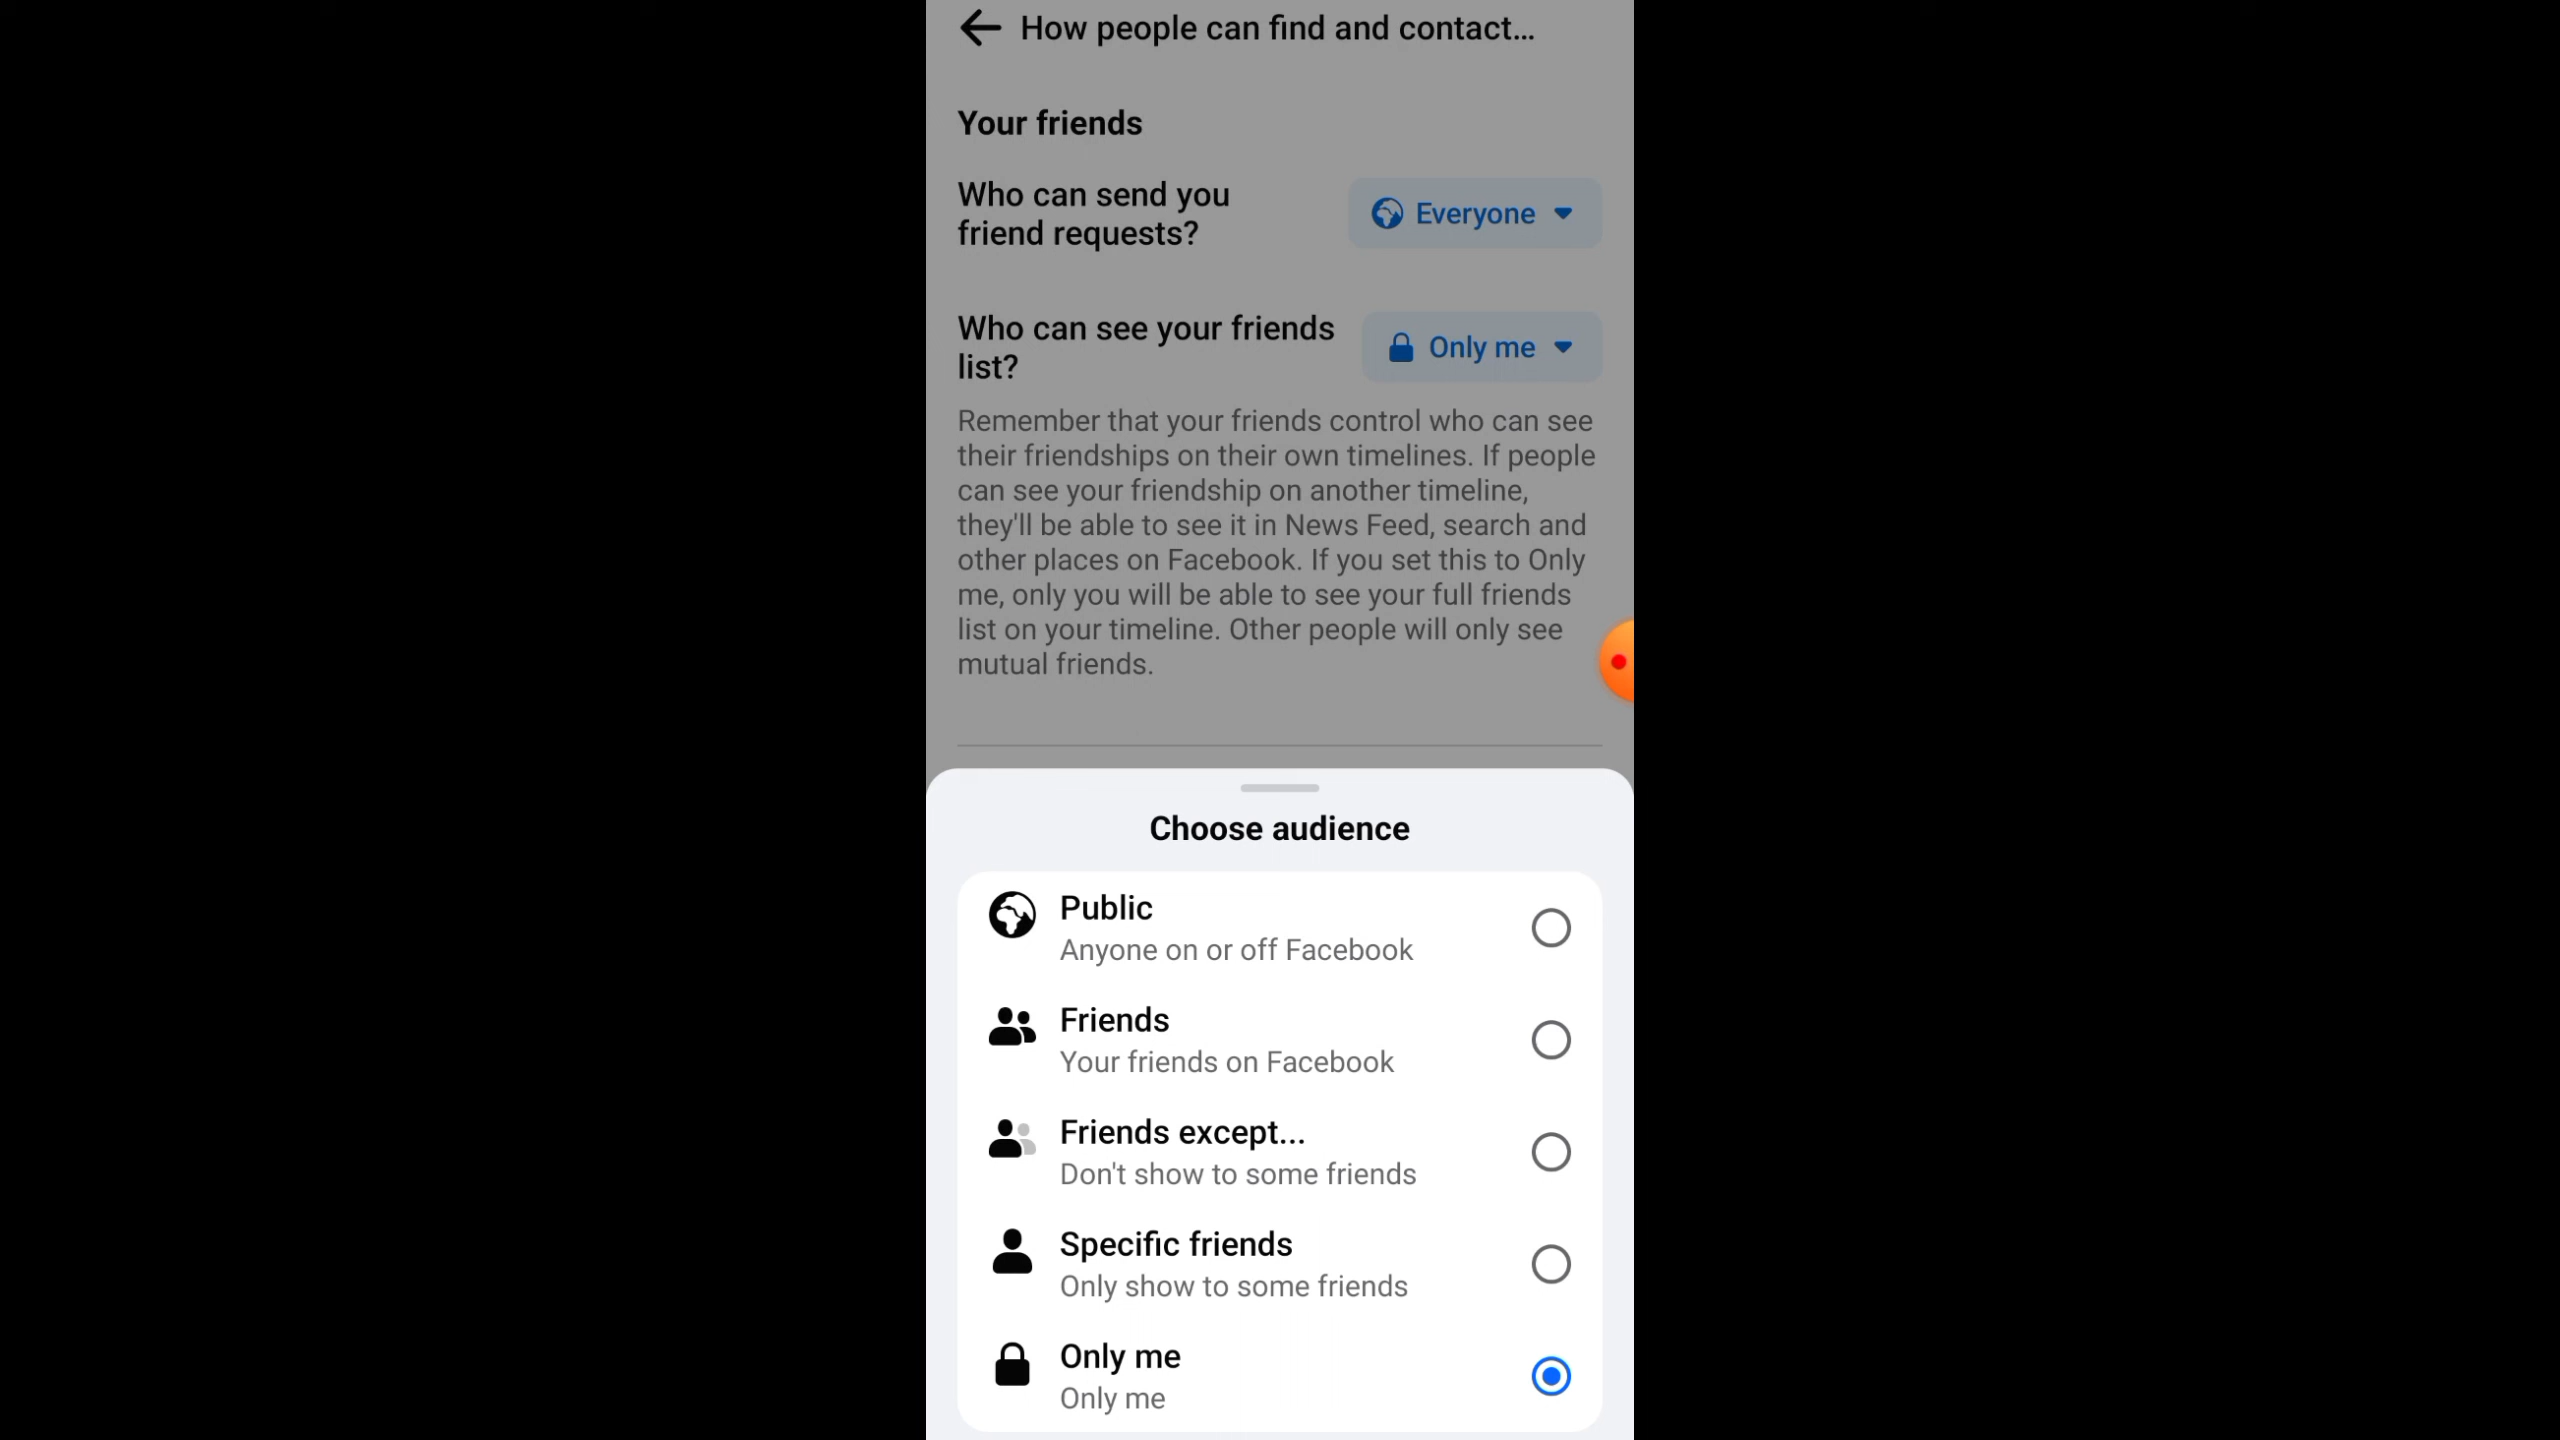 How people can find and contact...
Your friends
Who can send you
friend requests?
Everyone
Who can see your friends
list?
Only me
Remember that your friends control who can see
their friendships on their own timelines. If people
can see your friendship on another timeline,
they'll be able to see it in News Feed, search and
other places on Facebook. If you set this to Only
me, only you will be able to see your full friends
list on your timeline. Other people will only see
mutual friends.
Choose audience
Public
Anyone on or off Facebook
Friends
Your friends on Facebook
Friends except...
Don't show to some friends
Specific friends
Only show to some friends
Only me
Only me